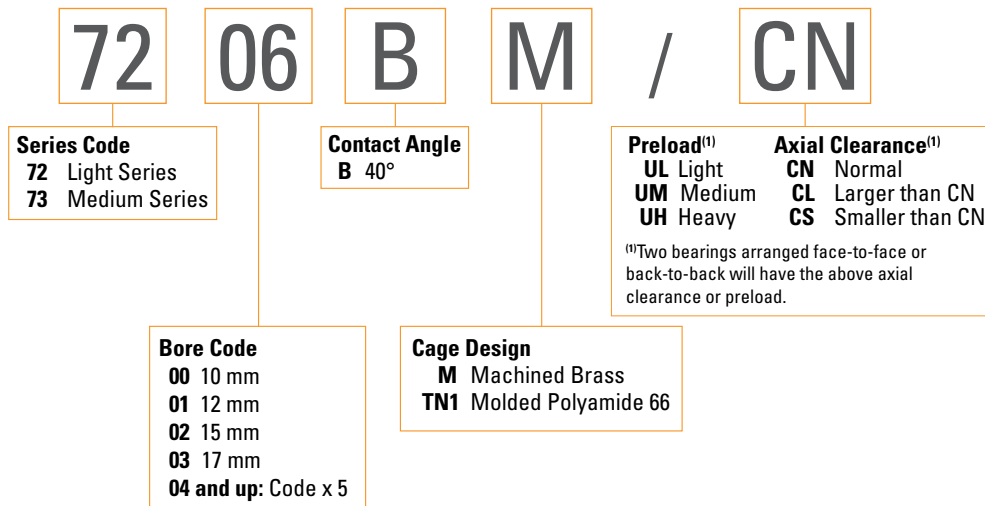 72 06 B M / CN
Series Code
72 Light Series
73 Medium Series
Contact Angle
B 40°
Preload(1) Axial Clearance(1)
UL Light CN Normal
UM Medium CL Larger than CN
UH Heavy CS Smaller than CN
(1)Two bearings arranged face-to-face or
back-to-back will have the above axial
clearance or preload.
Bore Code
00 10 mm
01 12 mm
02 15 mm
03 17 mm
04 and up: Code x 5
Cage Design
M Machined Brass
TN1 Molded Polyamide 66